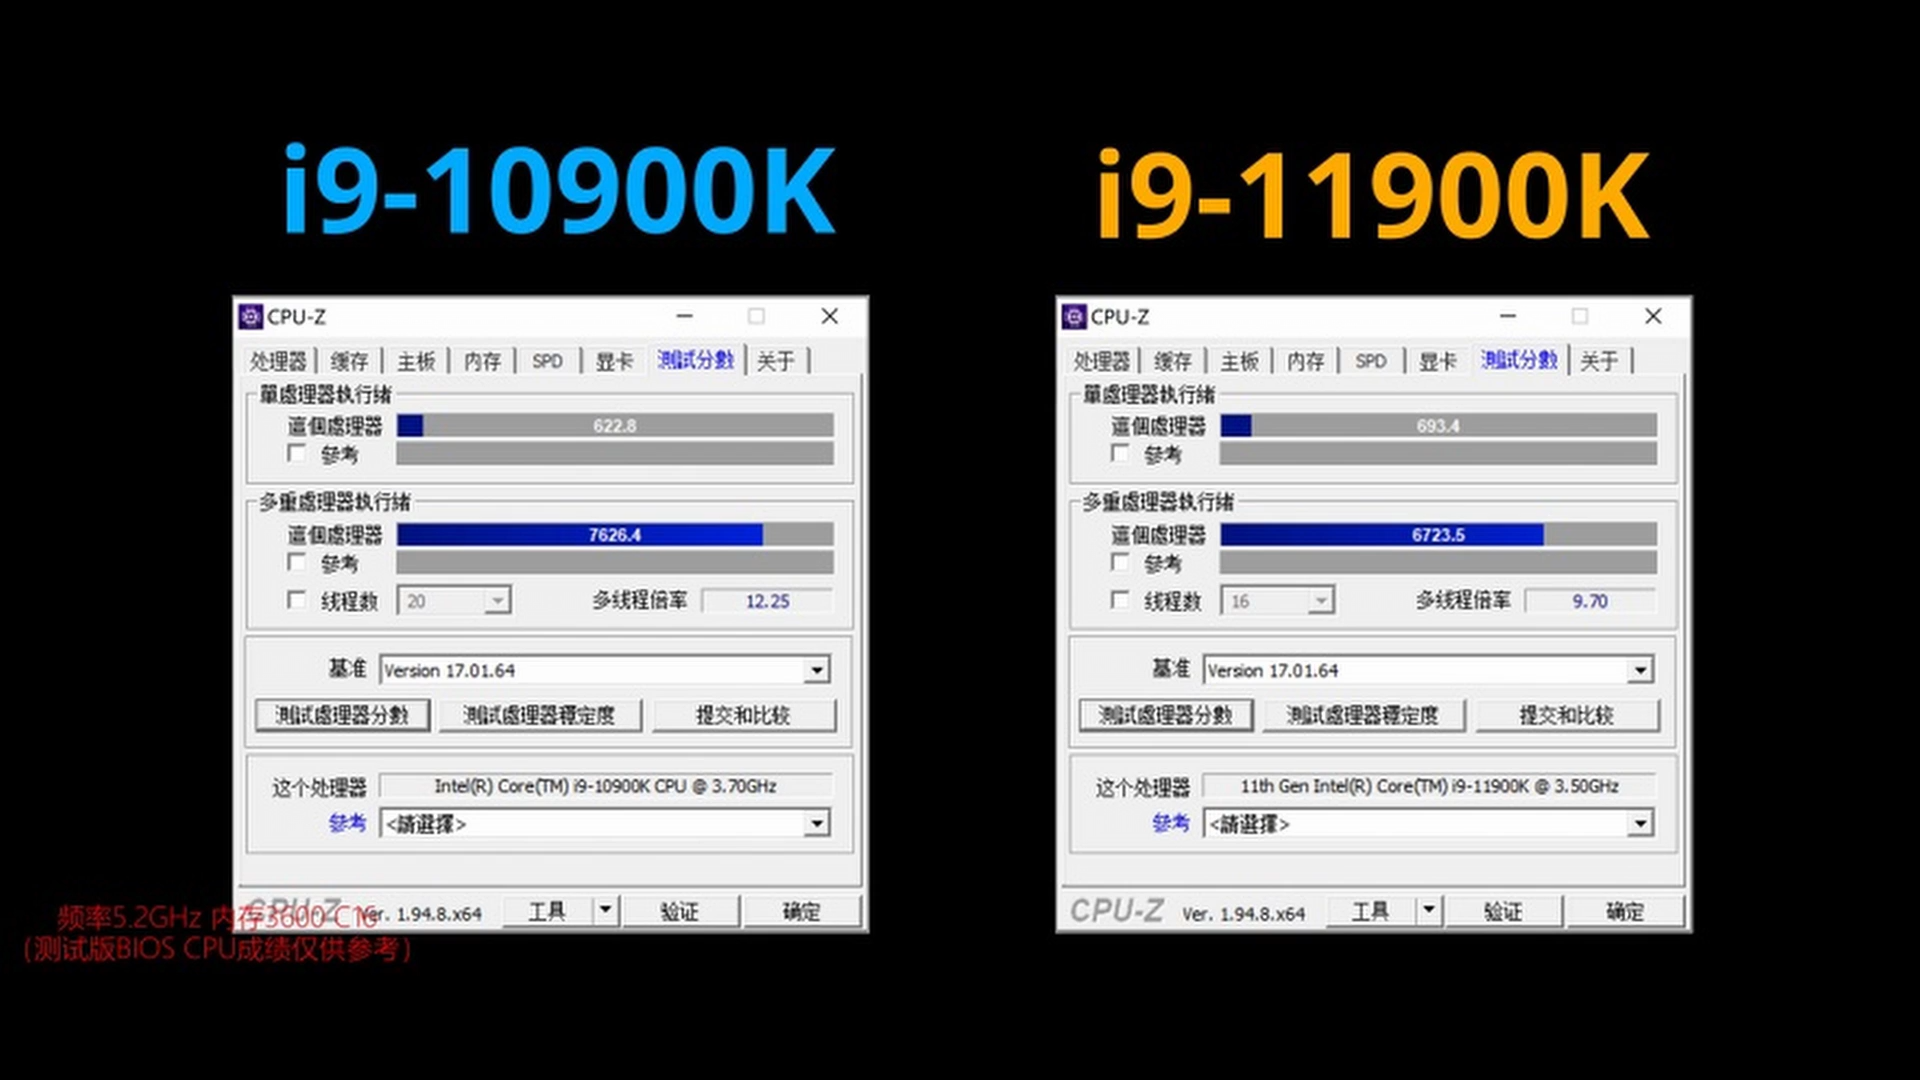 i9-10900K
i9-11900K
CPU-Z
处理器 缓存 主板 内存 SPD 显卡 測試分數 关于
單處理器執行緒
這個處理器 622.8
參考
多重處理器執行緒
這個處理器 7626.4
參考
线程数 20 多线程倍率 12.25
基准 Version 17.01.64
測試處理器分數 測試處理器穩定度 提交和比较
这个处理器 Intel(R) Core(TM) i9-10900K CPU @ 3.70GHz
參考 <請選擇>
CPU-Z Ver. 1.94.8.x64 工具 验证 确定
频率5.2GHz 内存3600 C16
(测试版BIOS CPU成绩仅供参考)
CPU-Z
处理器 缓存 主板 内存 SPD 显卡 測試分數 关于
單處理器執行緒
這個處理器 693.4
參考
多重處理器執行緒
這個處理器 6723.5
參考
线程数 16 多线程倍率 9.70
基准 Version 17.01.64
測試處理器分數 測試處理器穩定度 提交和比较
这个处理器 11th Gen Intel(R) Core(TM) i9-11900K @ 3.50GHz
參考 <請選擇>
CPU-Z Ver. 1.94.8.x64 工具 验证 确定